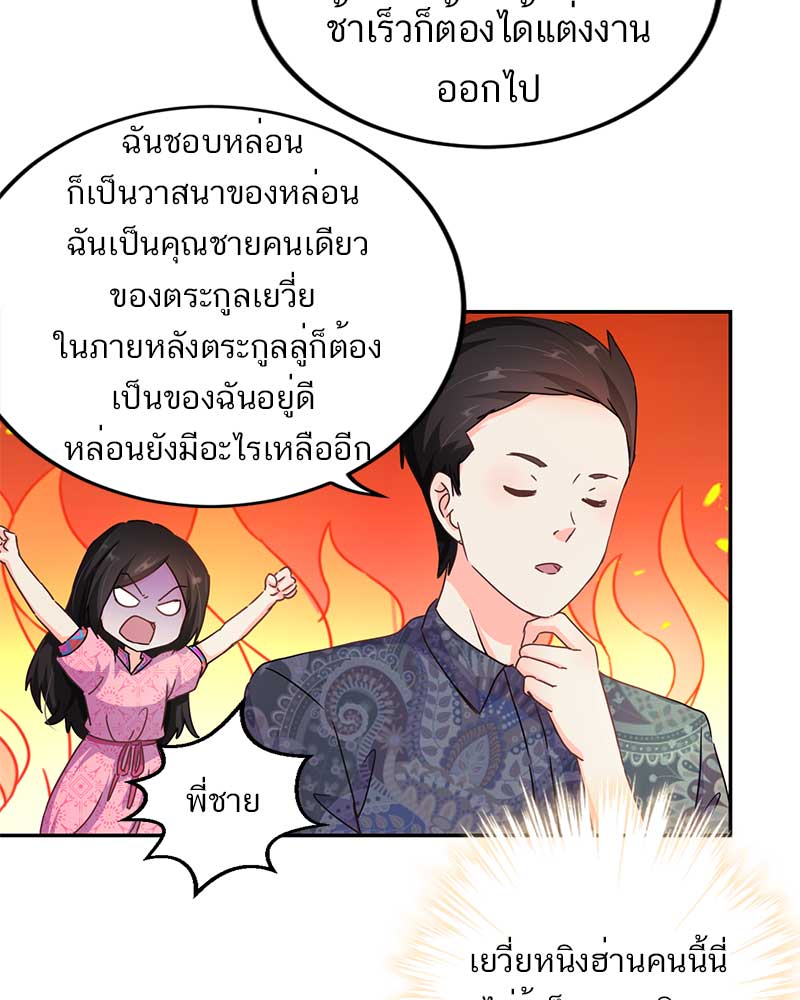 ช้าเร็วก็ต้องได้แต่งงาน
ออกไป
ฉันชอบหล่อน
ก็เป็นวาสนาของหล่อน
ฉันเป็นคุณชายคนเดียว
ของตระกูลเยวี่ย
ในภายหลังตระกูลลู่ก็ต้อง
เป็นของฉันอยู่ดี
หล่อนยังมีอะไรเหลืออีก
พี่ชาย
เยวี่ยหนิงฮ่านคนนี้นี่